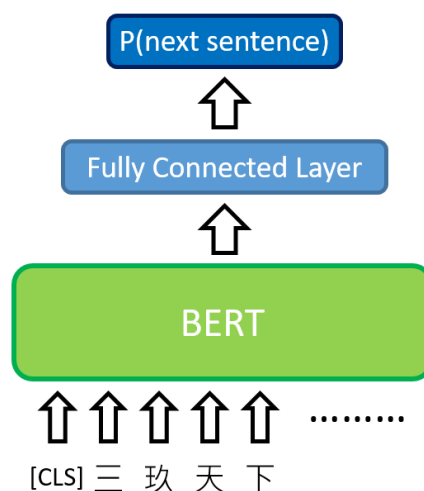 P(next sentence)
Fully Connected Layer
BERT
………
[CLS] 三 玖 天 下